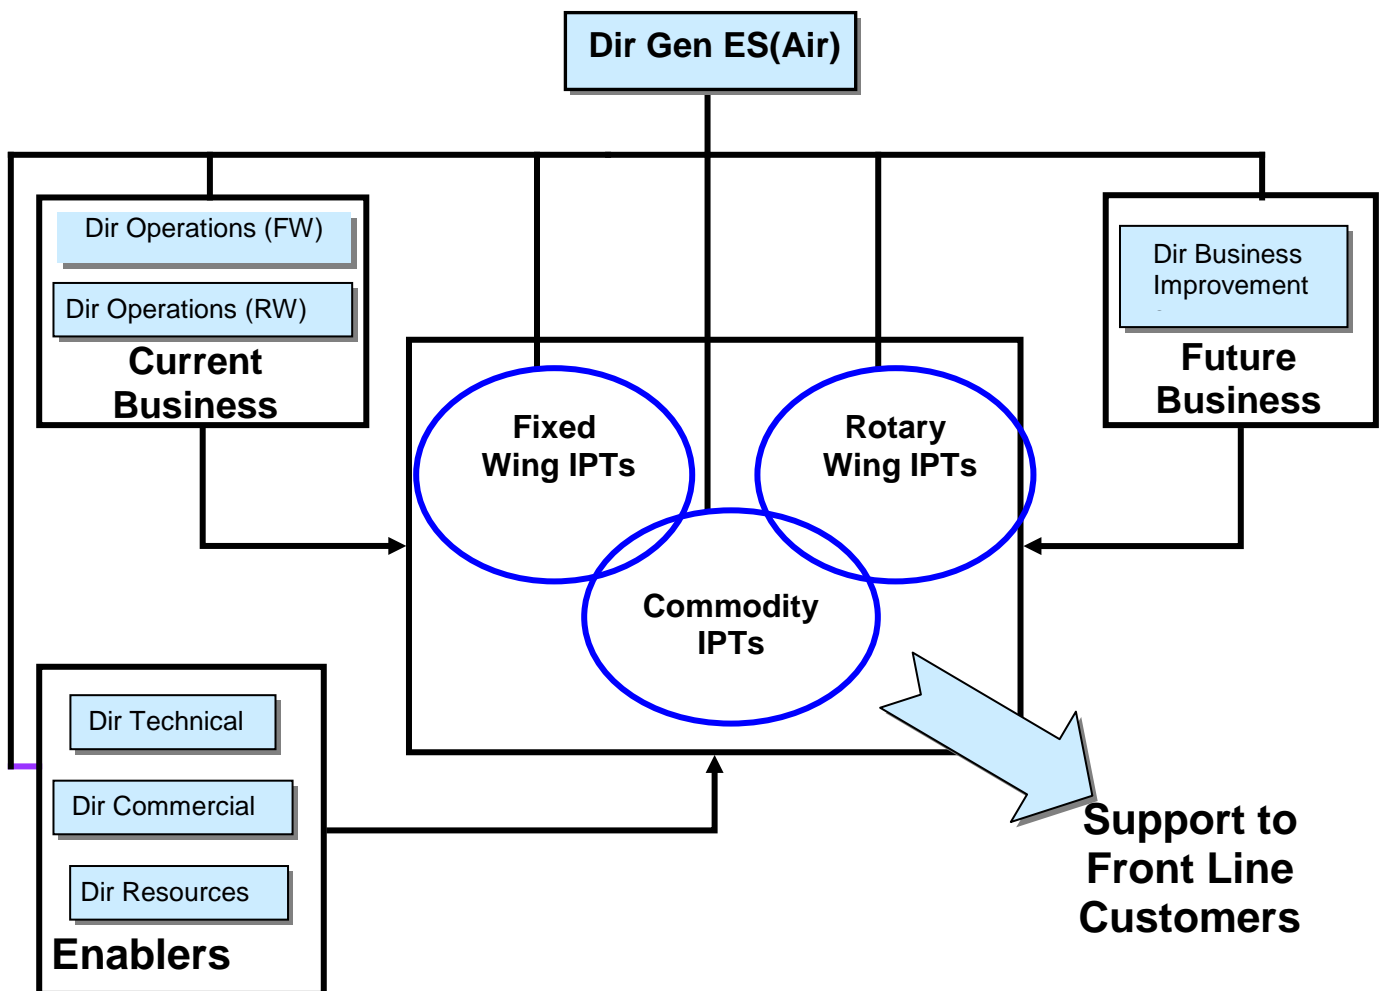 Dir Gen ES(Air)
Dir Operations (FW)
Dir Operations (RW)
Current
Business
Dir Business
Improvement
Future
Business
Fixed
Wing IPTs
Rotary
Wing IPTs
Commodity
IPTs
Dir Technical
Dir Commercial
Dir Resources
Enablers
Support to
Front Line
Customers